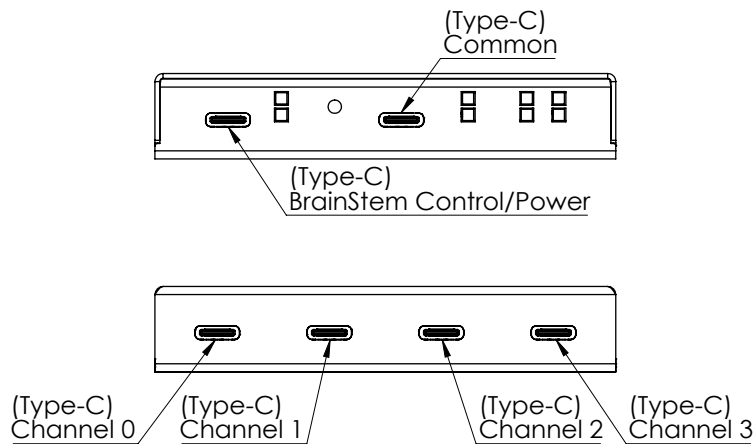 (Type-C)
Common
(Type-C)
BrainStem Control/Power
(Type-C)
Channel 0
(Type-C)
Channel 1
(Type-C)
Channel 2
(Type-C)
Channel 3